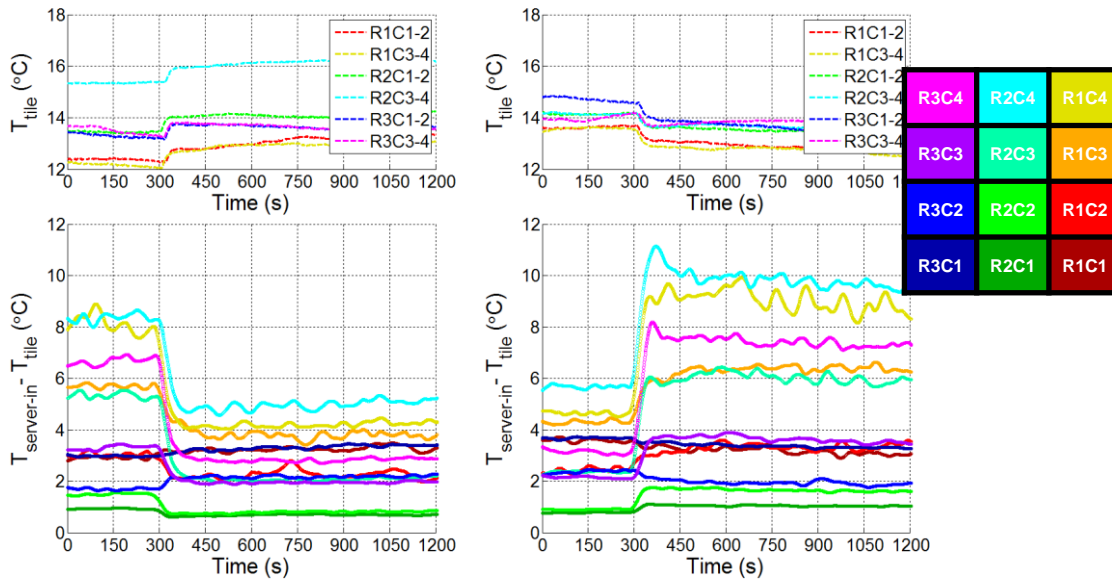 18
16
14
12
T_tile (°C)
0 150 300 450 600 750 900 1050 1200
Time (s)
R1C1-2
R1C3-4
R2C1-2
R2C3-4
R3C1-2
R3C3-4
18
16
14
12
T_tile (°C)
0 150 300 450 600 750 900 1050 1200
Time (s)
R1C1-2
R1C3-4
R2C1-2
R2C3-4
R3C1-2
R3C3-4
R3C4 R2C4 R1C4
R3C3 R2C3 R1C3
R3C2 R2C2 R1C2
R3C1 R2C1 R1C1
12
10
8
6
4
2
0
T_server-in - T_tile (°C)
0 150 300 450 600 750 900 1050 1200
Time (s)
12
10
8
6
4
2
0
T_server-in - T_tile (°C)
0 150 300 450 600 750 900 1050 1200
Time (s)